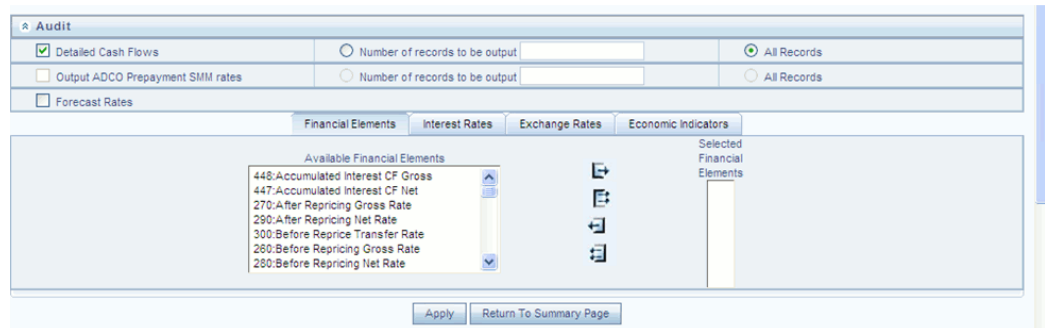 Audit
Detailed Cash Flows Number of records to be output All Records
Output ADCO Prepayment SMM rates Number of records to be output All Records
Forecast Rates
Financial Elements Interest Rates Exchange Rates Economic Indicators
Available Financial Elements
448:Accumulated Interest CF Gross
447:Accumulated Interest CF Net
270:After Repricing Gross Rate
290:After Repricing Net Rate
300:Before Reprice Transfer Rate
260:Before Repricing Gross Rate
280:Before Repricing Net Rate
Selected
Financial
Elements
Apply Return To Summary Page